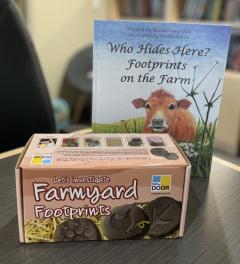 Who Hides Here?
Footprints
on the Farm
Let's Investigate
Farmyard
Footprints
DOOR